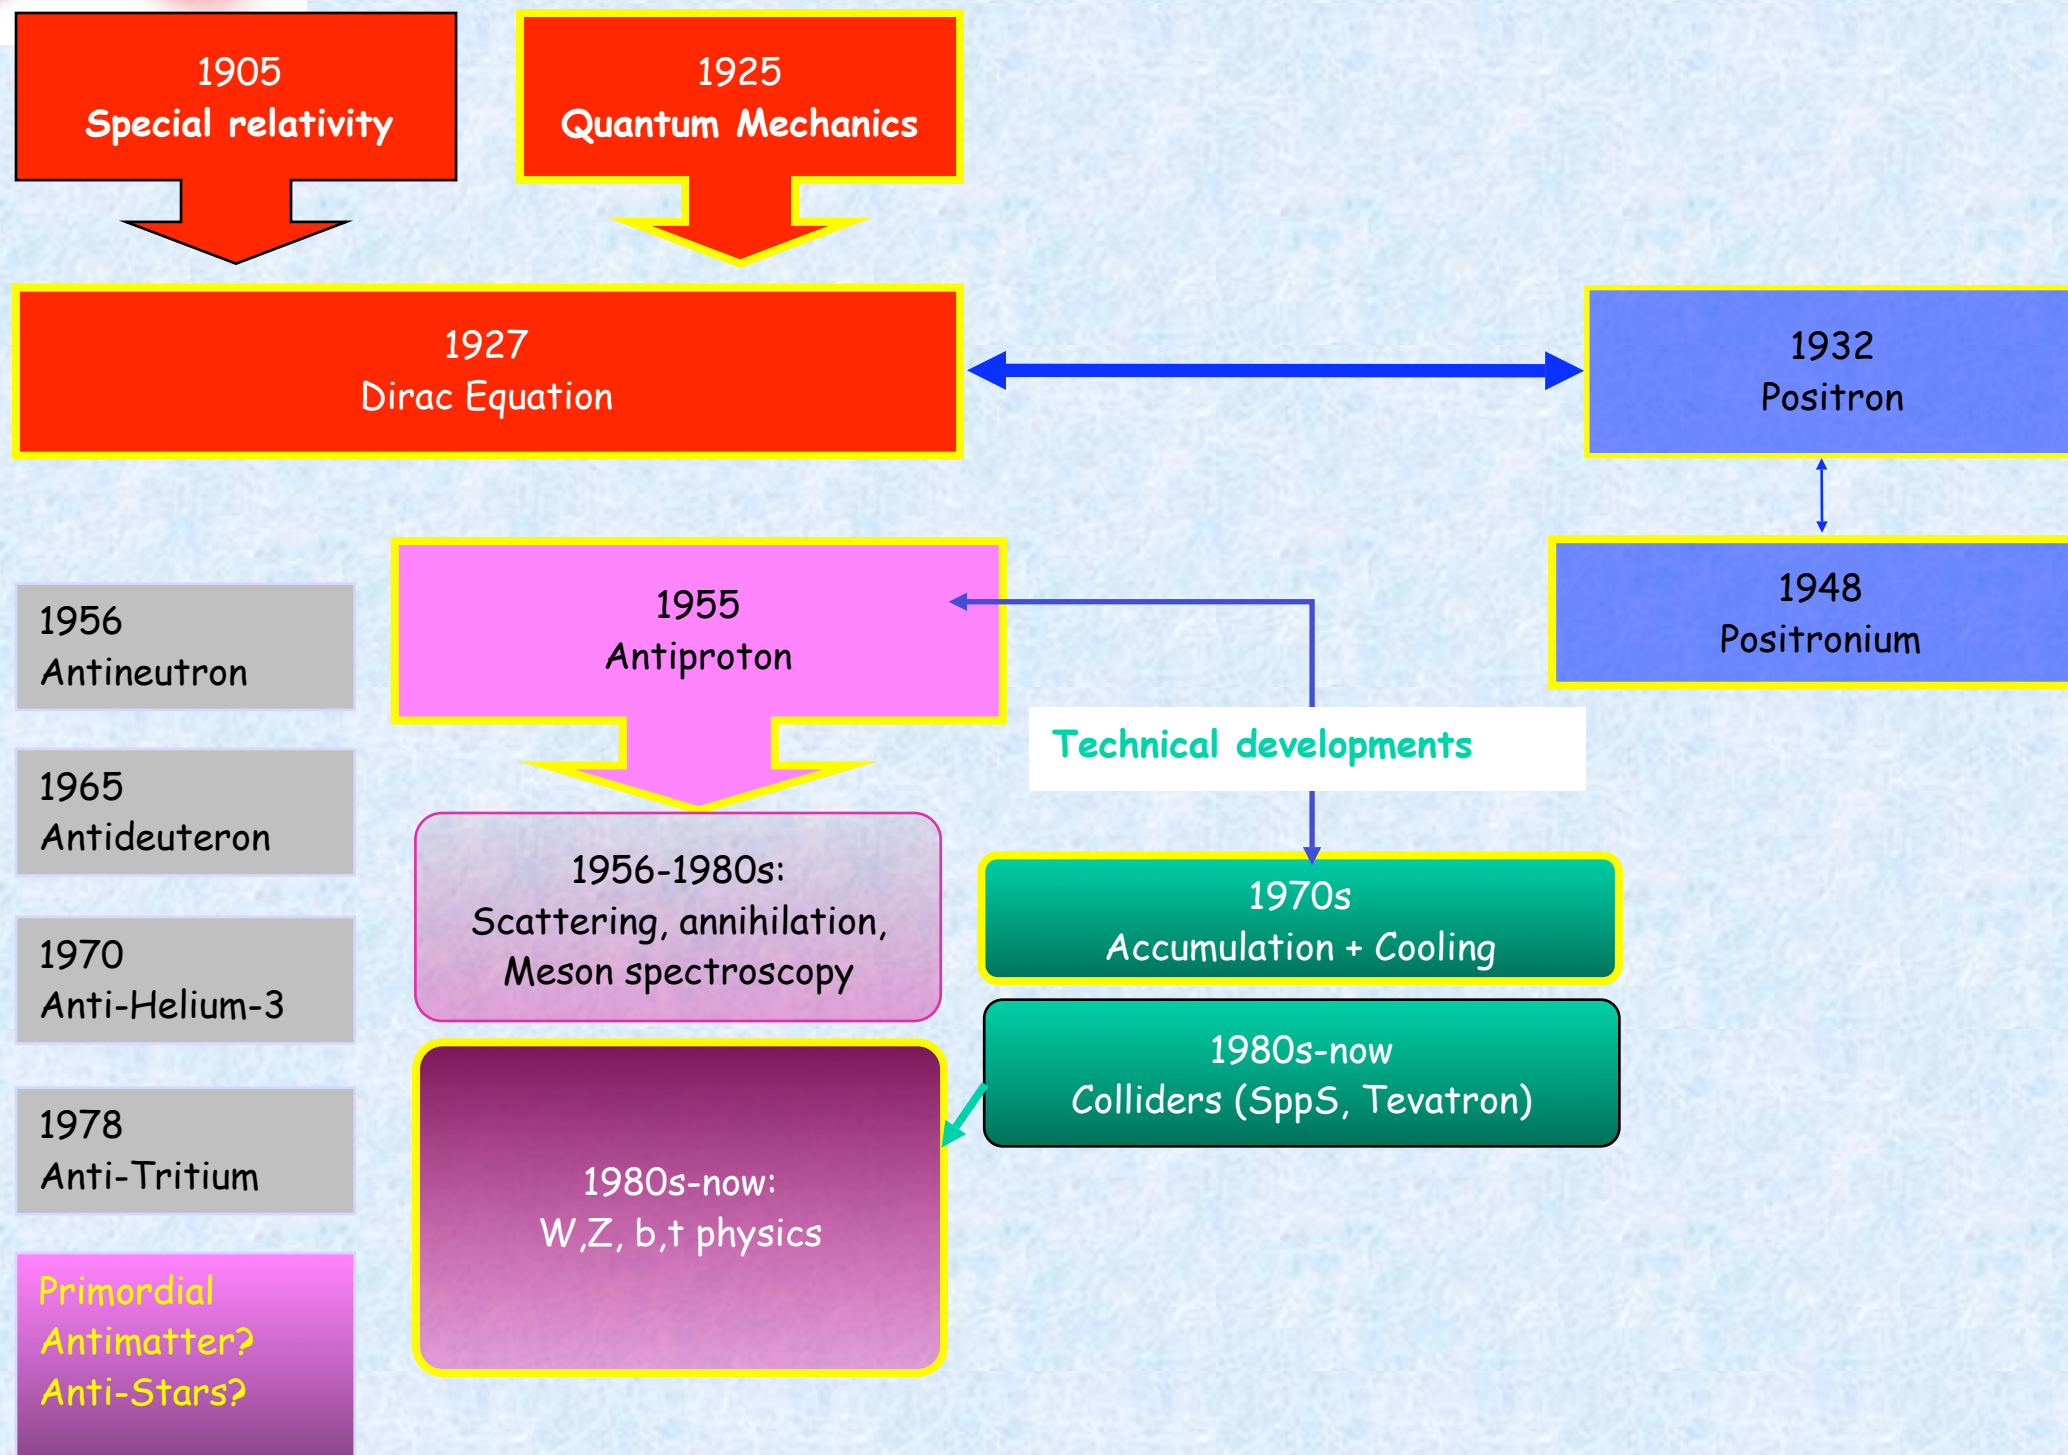 1905
Special relativity
1925
Quantum Mechanics
1927
Dirac Equation
1932
Positron
1948
Positronium
1955
Antiproton
1956
Antineutron
1965
Antideuteron
1970
Anti-Helium-3
1978
Anti-Tritium
Primordial
Antimatter?
Anti-Stars?
Technical developments
1956-1980s:
Scattering, annihilation,
Meson spectroscopy
1970s
Accumulation + Cooling
1980s-now
Colliders (SppS, Tevatron)
1980s-now:
W,Z, b,t physics